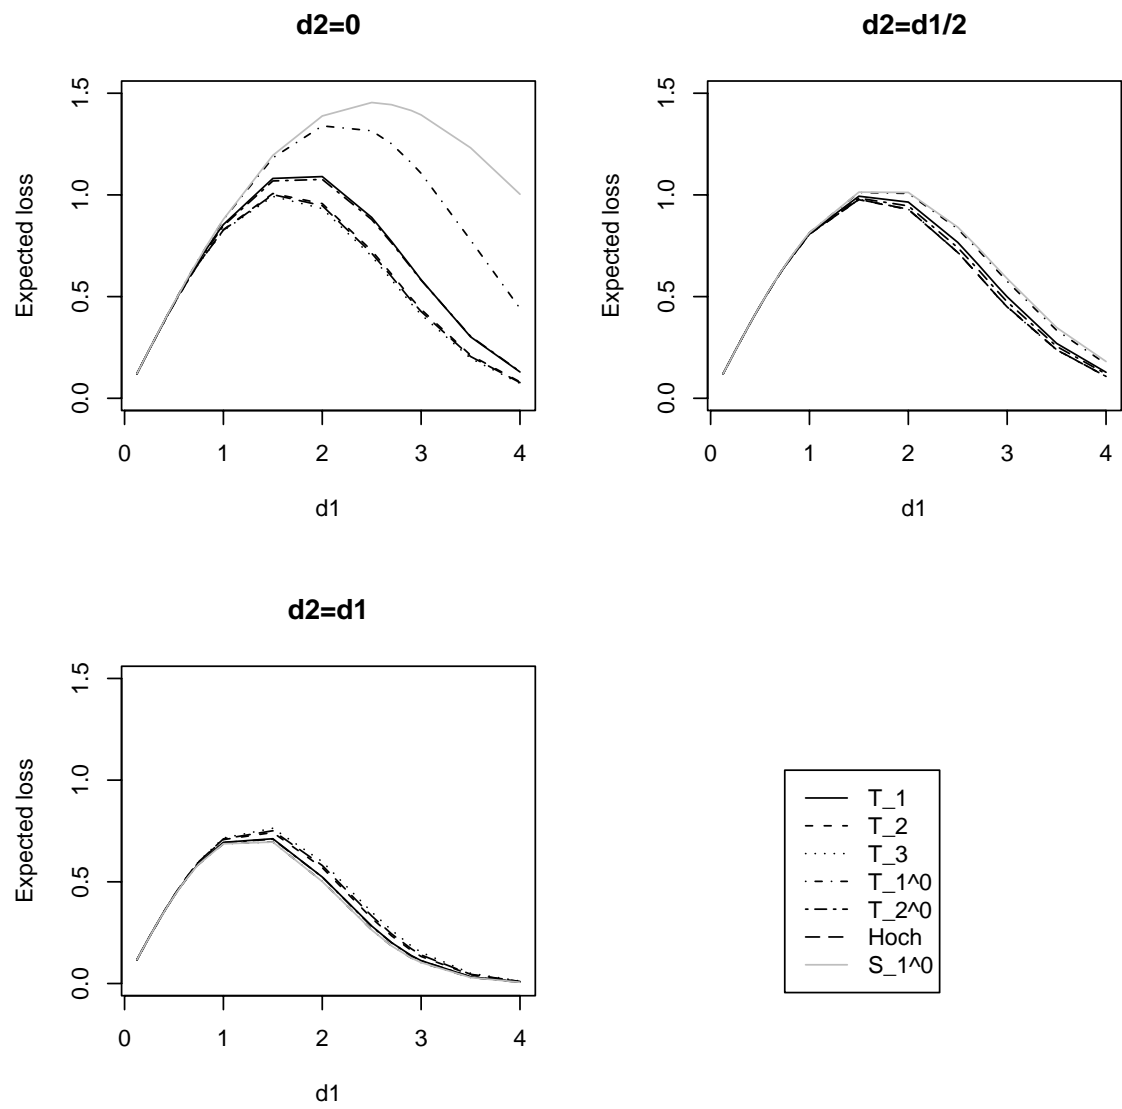 d2=0
1.5
1.0
0.5
0.0
Expected loss
0 1 2 3 4
d1
d2=d1/2
1.5
1.0
0.5
0.0
Expected loss
0 1 2 3 4
d1
d2=d1
1.5
1.0
0.5
0.0
Expected loss
0 1 2 3 4
d1
T_1
T_2
T_3
T_1^0
T_2^0
Hoch
S_1^0